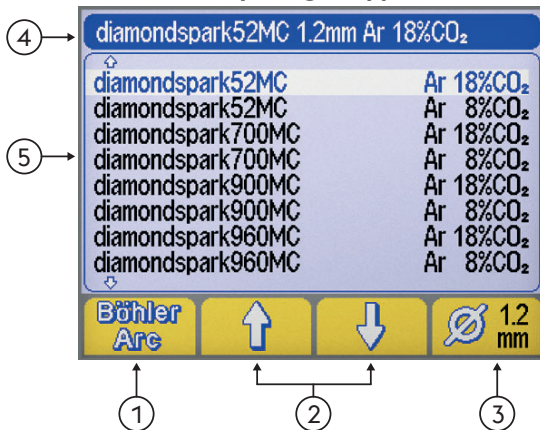 4
diamondspark52MC 1.2mm Ar 18%CO₂
5
diamondspark52MC Ar 18%CO₂
diamondspark52MC Ar 8%CO₂
diamondspark700MC Ar 18%CO₂
diamondspark700MC Ar 8%CO₂
diamondspark900MC Ar 18%CO₂
diamondspark900MC Ar 8%CO₂
diamondspark960MC Ar 18%CO₂
diamondspark960MC Ar 8%CO₂
Böhler
Arc
Ø 1.2
mm
1
2
3